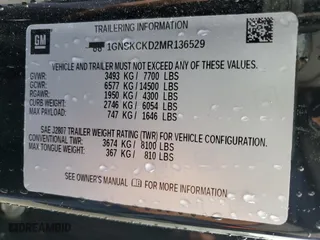 TRAILERING INFORMATION
GM
1GNSKCKD2MR136529
VEHICLE AND TRAILER MUST NOT EXCEED ANY OF THESE WEIGHTS
GVWR: 3493 KG / 7700 LBS
GCWR: 6577 KG / 14500 LBS
RGAWR: 1950 KG / 4300 LBS
CURB WEIGHT: 2746 KG / 6054 LBS
MAX PAYLOAD: 747 KG / 1646 LBS
SAE J2807 TRAILER WEIGHT RATING (TWR) FOR VEHICLE CONFIGURATION.
CONVENTIONAL TWR: 3674 KG / 8100 LBS
MAX TONGUE WEIGHT: 367 KG / 810 LBS
SEE OWNER'S MANUAL FOR MORE INFORMATION
DREAMBID